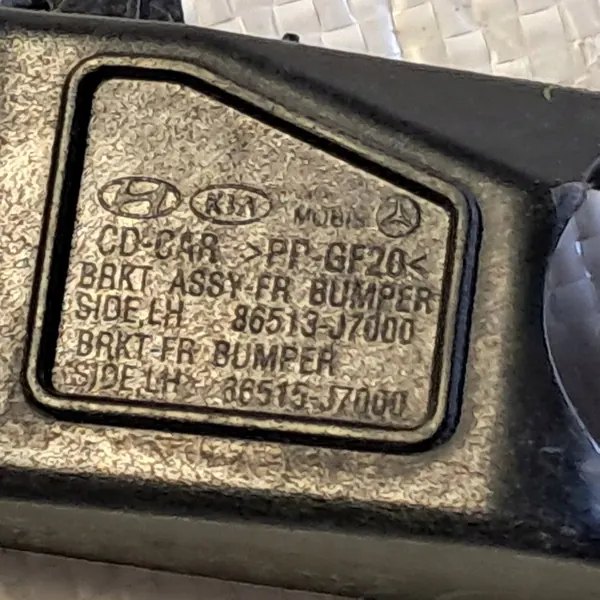 KIA MOBIS
CD-CAR >PP-GF20<
BRKT ASSY-FR BUMPER
SIDE,LH 86513-J7000
BRKT-FR BUMPER
SIDE,LH 86515-J7000